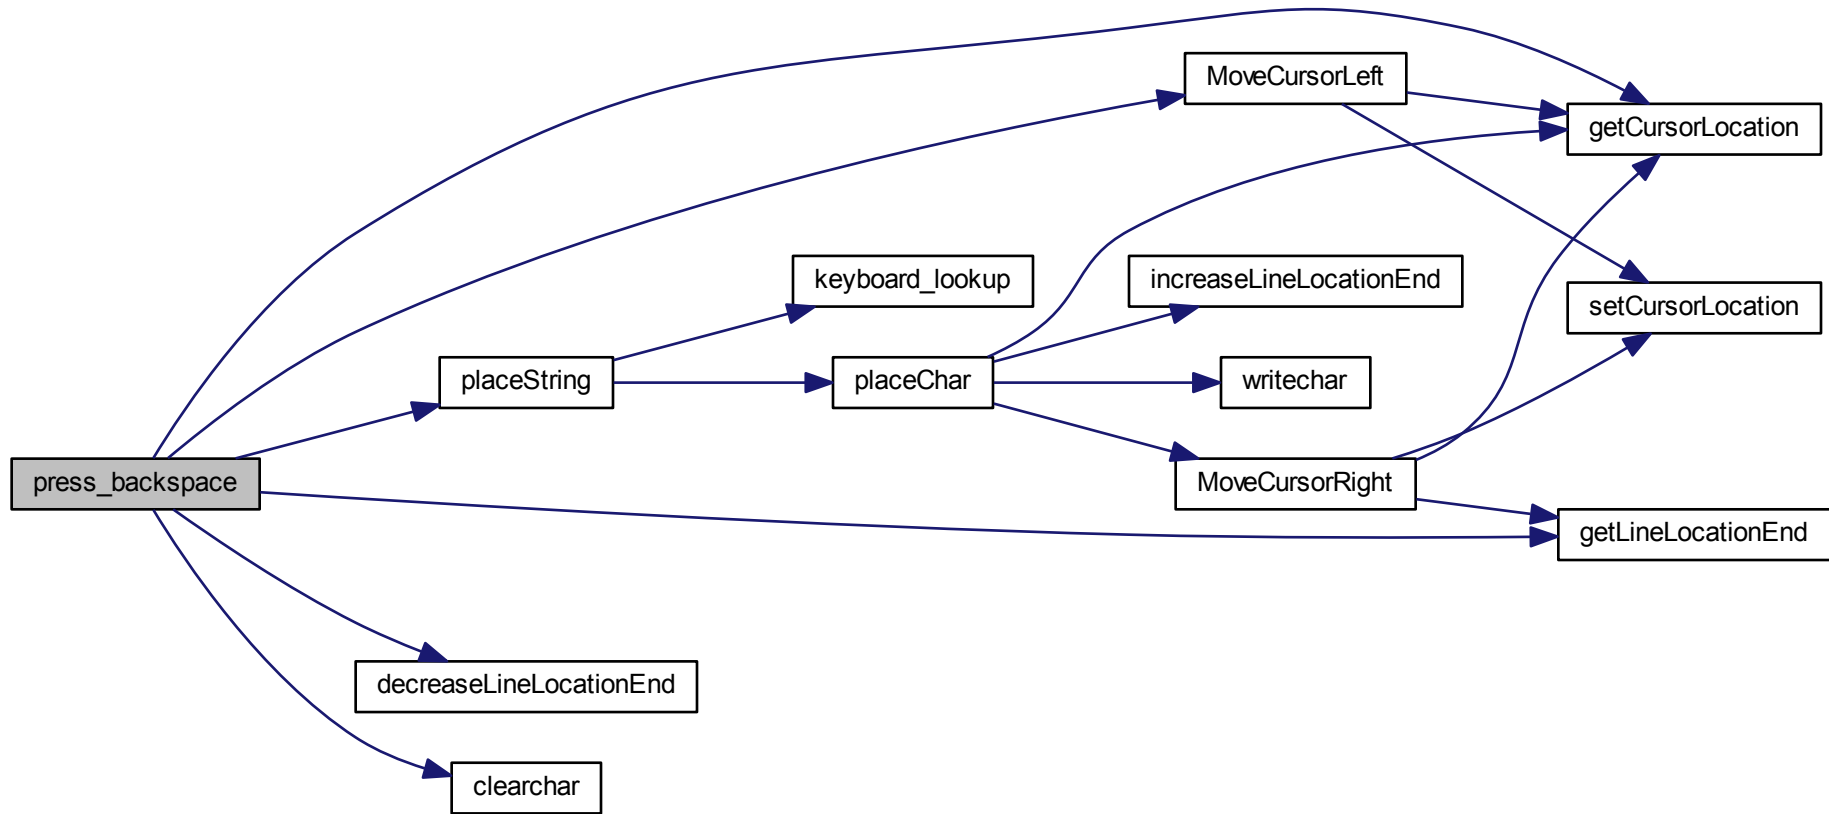 MoveCursorLeft
getCursorLocation
keyboard_lookup
increaseLineLocationEnd
setCursorLocation
placeString
placeChar
writechar
press_backspace
MoveCursorRight
getLineLocationEnd
decreaseLineLocationEnd
clearchar